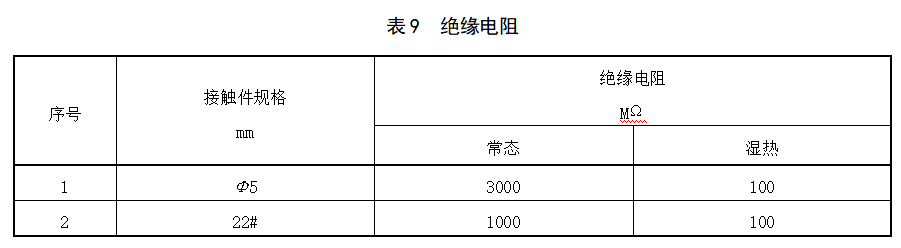 表9 绝缘电阻
序号
接触件规格
mm
绝缘电阻
MΩ
常态 湿热
1 Φ5 3000 100
2 22# 1000 100